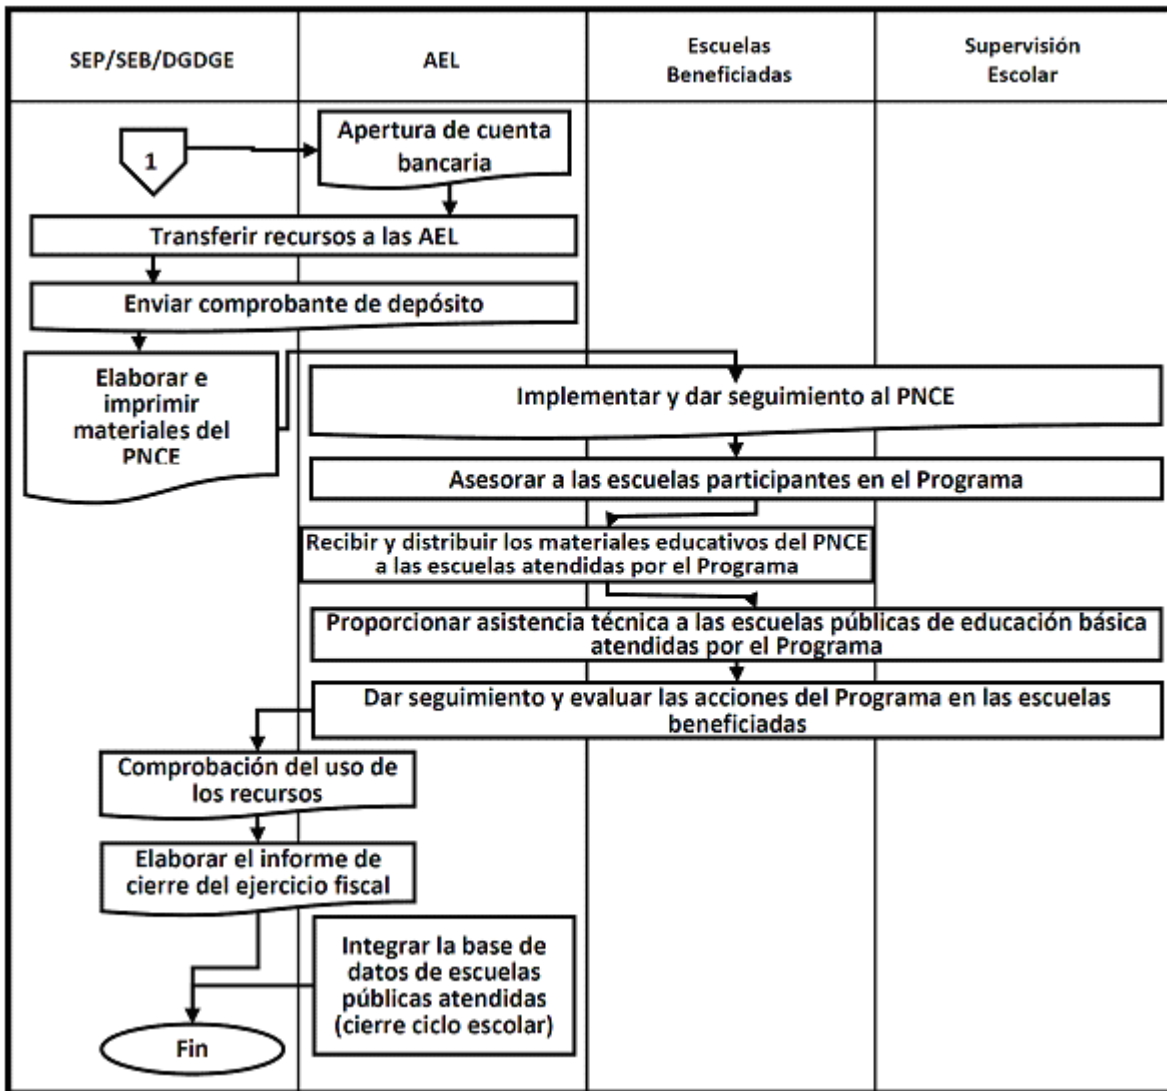 SEP/SEB/DGDGE
AEL
Escuelas
Beneficiadas
Supervisión
Escolar
1
Apertura de cuenta
bancaria
Transferir recursos a las AEL
Enviar comprobante de depósito
Elaborar e
imprimir
materiales del
PNCE
Implementar y dar seguimiento al PNCE
Asesorar a las escuelas participantes en el Programa
Recibir y distribuir los materiales educativos del PNCE
a las escuelas atendidas por el Programa
Proporcionar asistencia técnica a las escuelas públicas de educación básica
atendidas por el Programa
Dar seguimiento y evaluar las acciones del Programa en las escuelas
beneficiadas
Comprobación del uso de
los recursos
Elaborar el informe de
cierre del ejercicio fiscal
Integrar la base de
datos de escuelas
públicas atendidas
(cierre ciclo escolar)
Fin